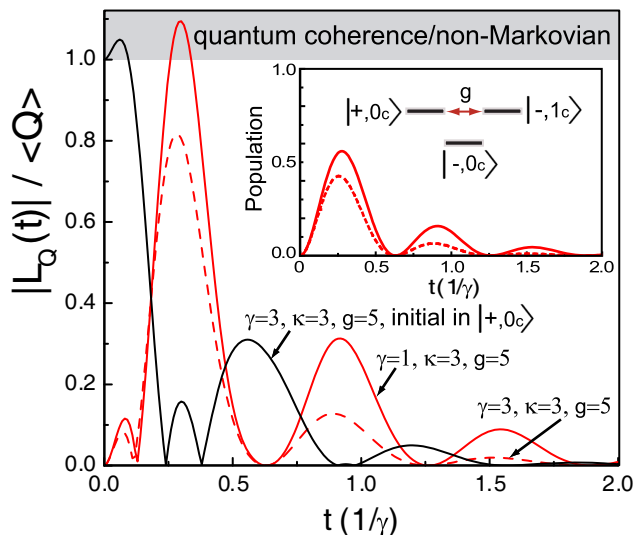 quantum coherence/non-Markovian
|L_Q(t)| / <Q>
1.0
0.8
0.6
0.4
0.2
0.0
0.0
0.5
1.0
1.5
2.0
t (1/γ)
Population
1.0
0.5
0.0
0.0
0.5
1.0
1.5
2.0
t(1/γ)
g
|+,0c⟩
|-,1c⟩
|-,0c⟩
γ=3, κ=3, g=5, initial in |+,0c⟩
γ=1, κ=3, g=5
γ=3, κ=3, g=5